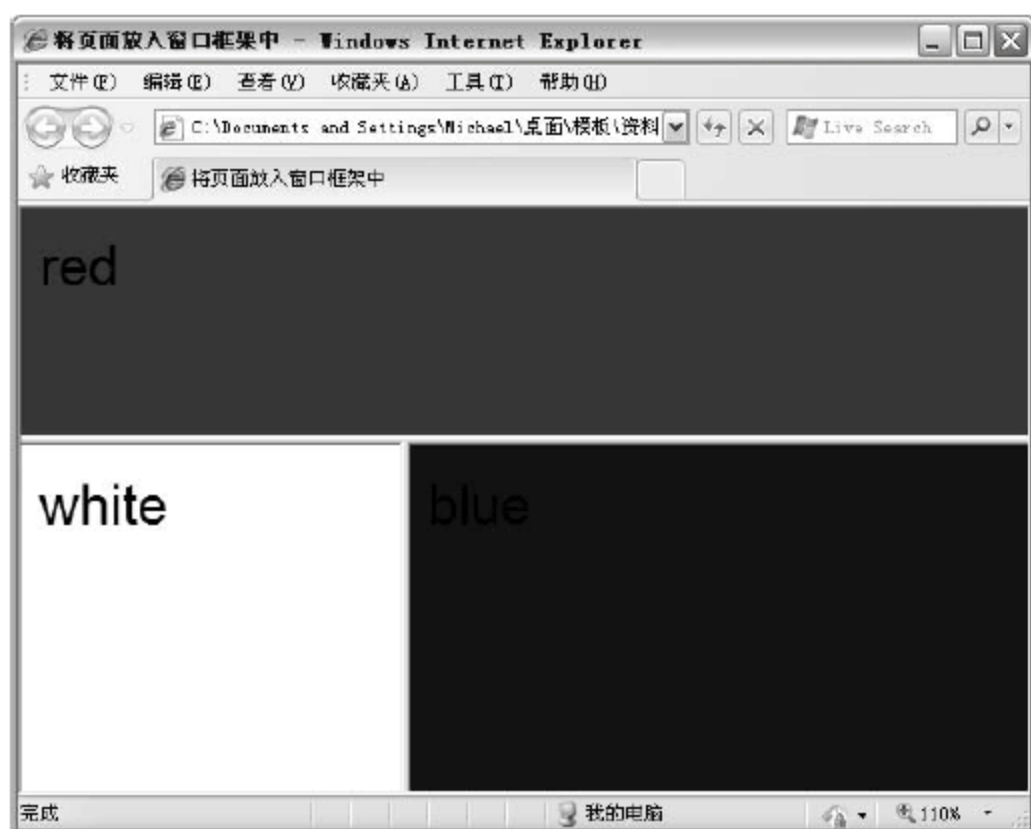 将页面放入窗口框架中 - Windows Internet Explorer
文件(F) 编辑(E) 查看(V) 收藏夹(A) 工具(T) 帮助(H)
C:\Documents and Settings\Michael\桌面\模板\资料 Live Search
收藏夹 将页面放入窗口框架中
red
white blue
完成 我的电脑 110%